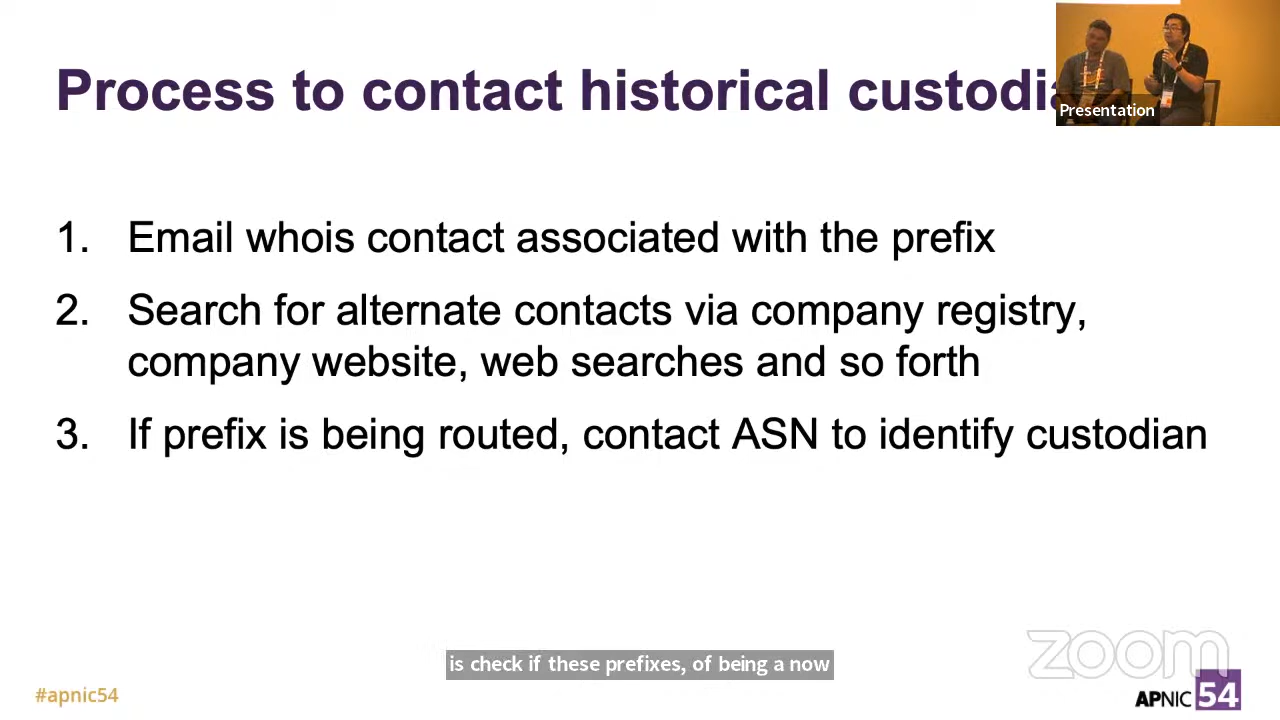 Process to contact historical custodia
Presentation
1. Email whois contact associated with the prefix
2. Search for alternate contacts via company registry,
company website, web searches and so forth
3. If prefix is being routed, contact ASN to identify custodian
is check if these prefixes, of being a now
zoom
#apnic54
APNIC 54